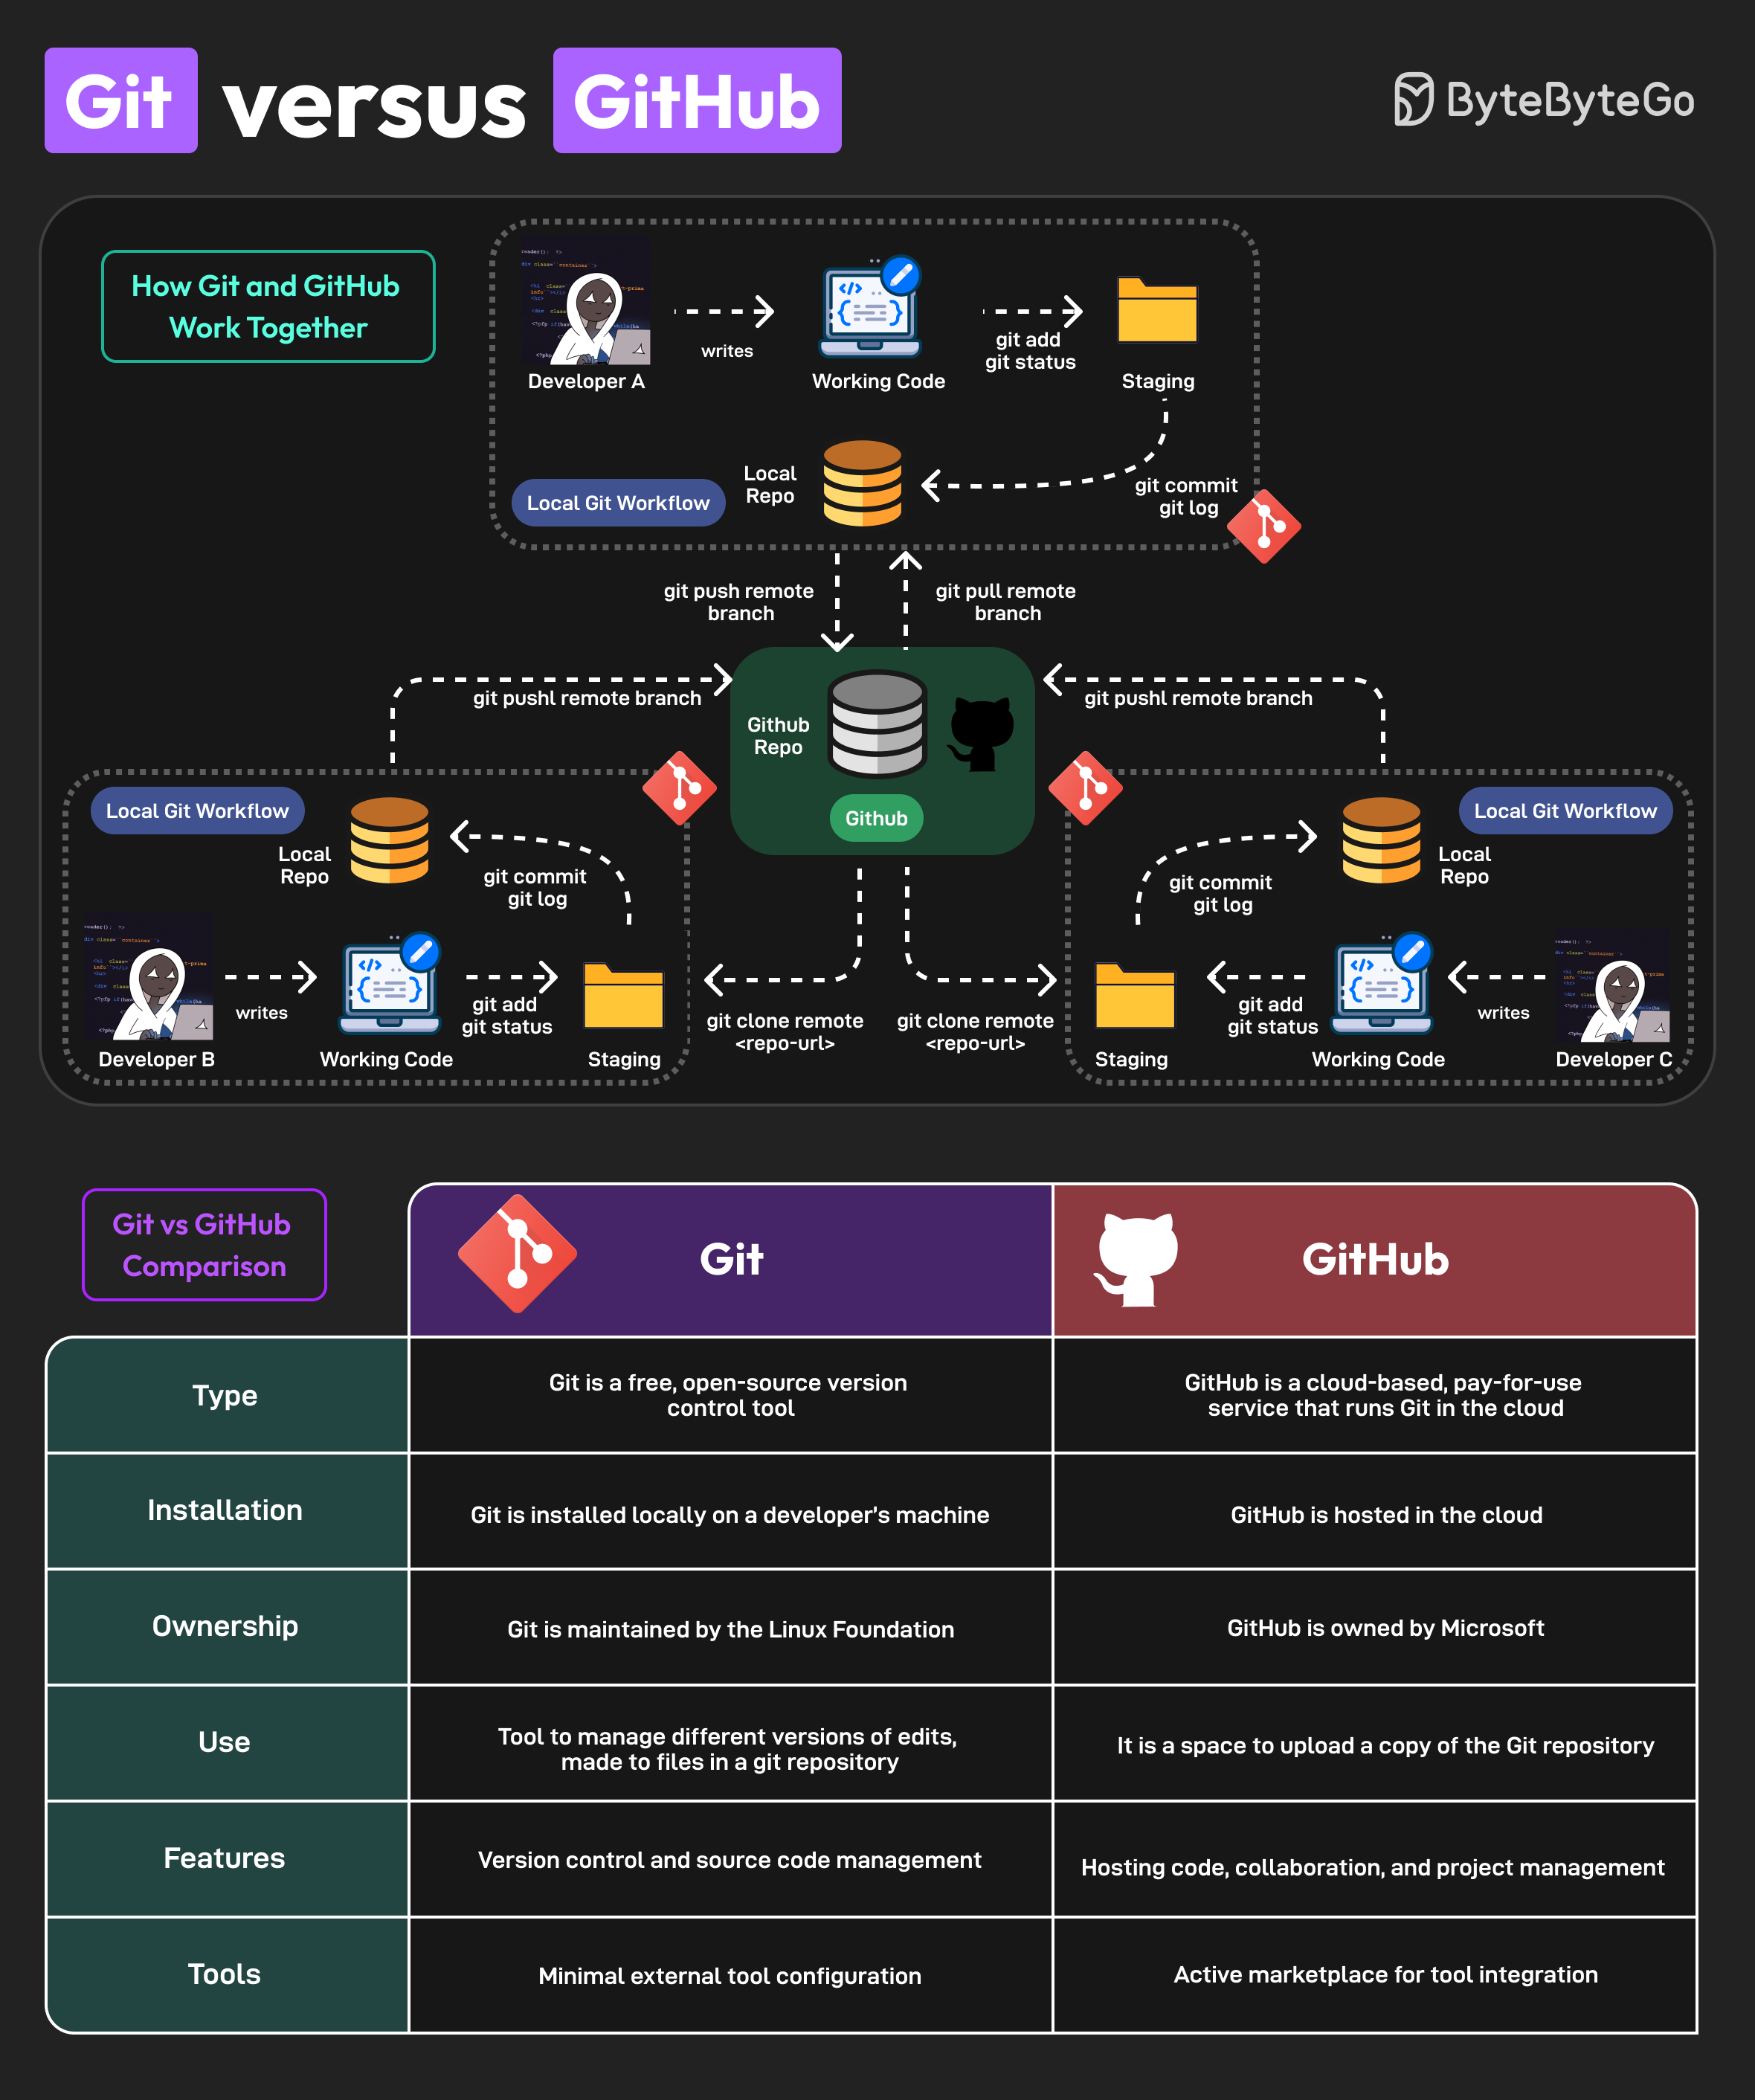 Git versus GitHub
ByteByteGo
How Git and GitHub
Work Together
Developer A
writes
Working Code
git add
git status
Staging
git commit
git log
Local
Repo
Local Git Workflow
git push remote
branch
git pull remote
branch
git pushl remote branch
git pushl remote branch
Github
Repo
Github
Local Git Workflow
Local
Repo
git commit
git log
Developer B
writes
Working Code
git add
git status
Staging
git clone remote
<repo-url>
git clone remote
<repo-url>
Local Git Workflow
Local
Repo
git commit
git log
Staging
git add
git status
Working Code
writes
Developer C
Git vs GitHub
Comparison
Git
GitHub
Type
Git is a free, open-source version
control tool
GitHub is a cloud-based, pay-for-use
service that runs Git in the cloud
Installation
Git is installed locally on a developer's machine
GitHub is hosted in the cloud
Ownership
Git is maintained by the Linux Foundation
GitHub is owned by Microsoft
Use
Tool to manage different versions of edits,
made to files in a git repository
It is a space to upload a copy of the Git repository
Features
Version control and source code management
Hosting code, collaboration, and project management
Tools
Minimal external tool configuration
Active marketplace for tool integration